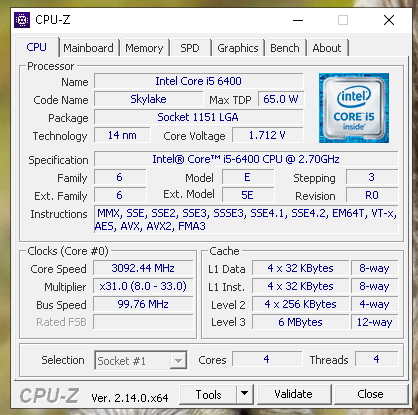 CPU-Z
CPU Mainboard Memory SPD Graphics Bench About
Processor
Name Intel Core i5 6400
Code Name Skylake Max TDP 65.0 W
Package Socket 1151 LGA
Technology 14 nm Core Voltage 1.712 V
intel
CORE i5
inside™
Specification Intel® Core™ i5-6400 CPU @ 2.70GHz
Family 6 Model E Stepping 3
Ext. Family 6 Ext. Model 5E Revision R0
Instructions MMX, SSE, SSE2, SSE3, SSSE3, SSE4.1, SSE4.2, EM64T, VT-x,
AES, AVX, AVX2, FMA3
Clocks (Core #0)
Core Speed 3092.44 MHz
Multiplier x31.0 (8.0 - 33.0)
Bus Speed 99.76 MHz
Rated FSB
Cache
L1 Data 4 x 32 KBytes 8-way
L1 Inst. 4 x 32 KBytes 8-way
Level 2 4 x 256 KBytes 4-way
Level 3 6 MBytes 12-way
Selection Socket #1 Cores 4 Threads 4
CPU-Z Ver. 2.14.0.x64 Tools Validate Close